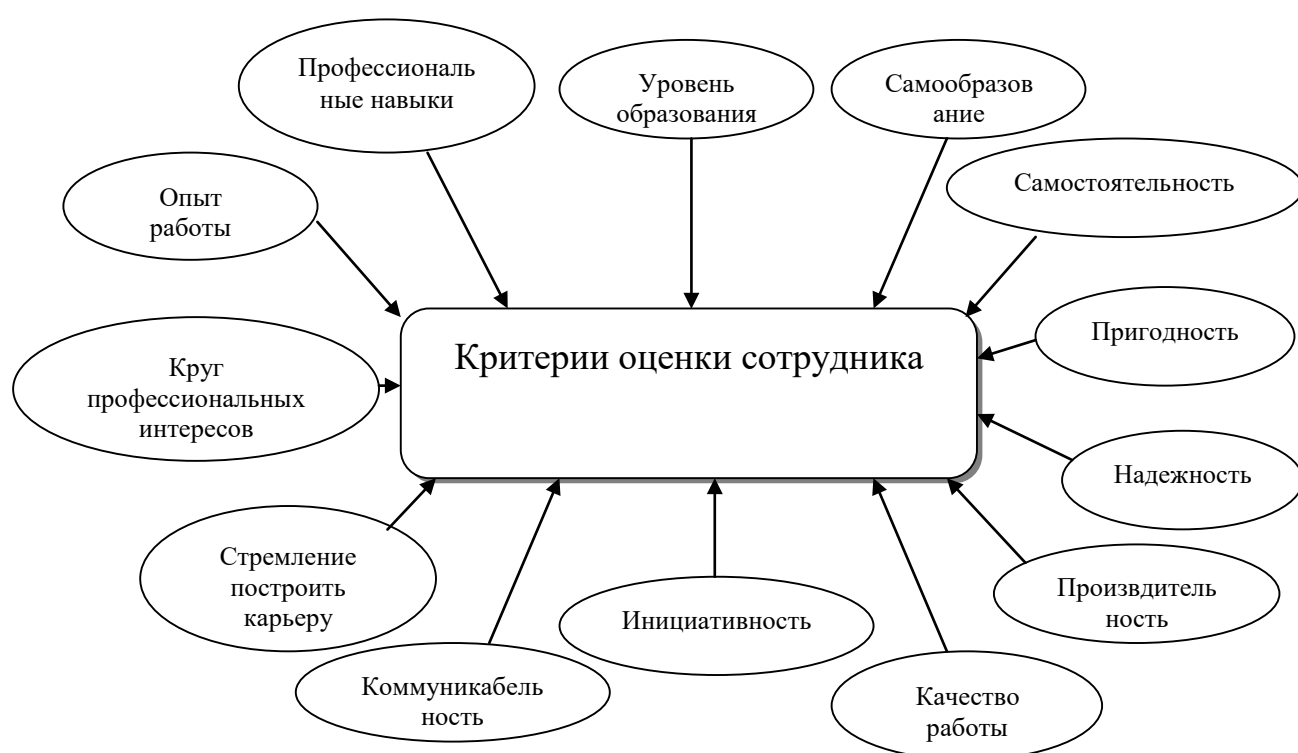 Профессиональ
ные навыки
Уровень
образования
Самообразов
ание
Самостоятельность
Опыт
работы
Пригодность
Критерии оценки сотрудника
Круг
профессиональных
интересов
Надежность
Стремление
построить
карьеру
Произвдитель
ность
Инициативность
Коммуникабель
ность
Качество
работы